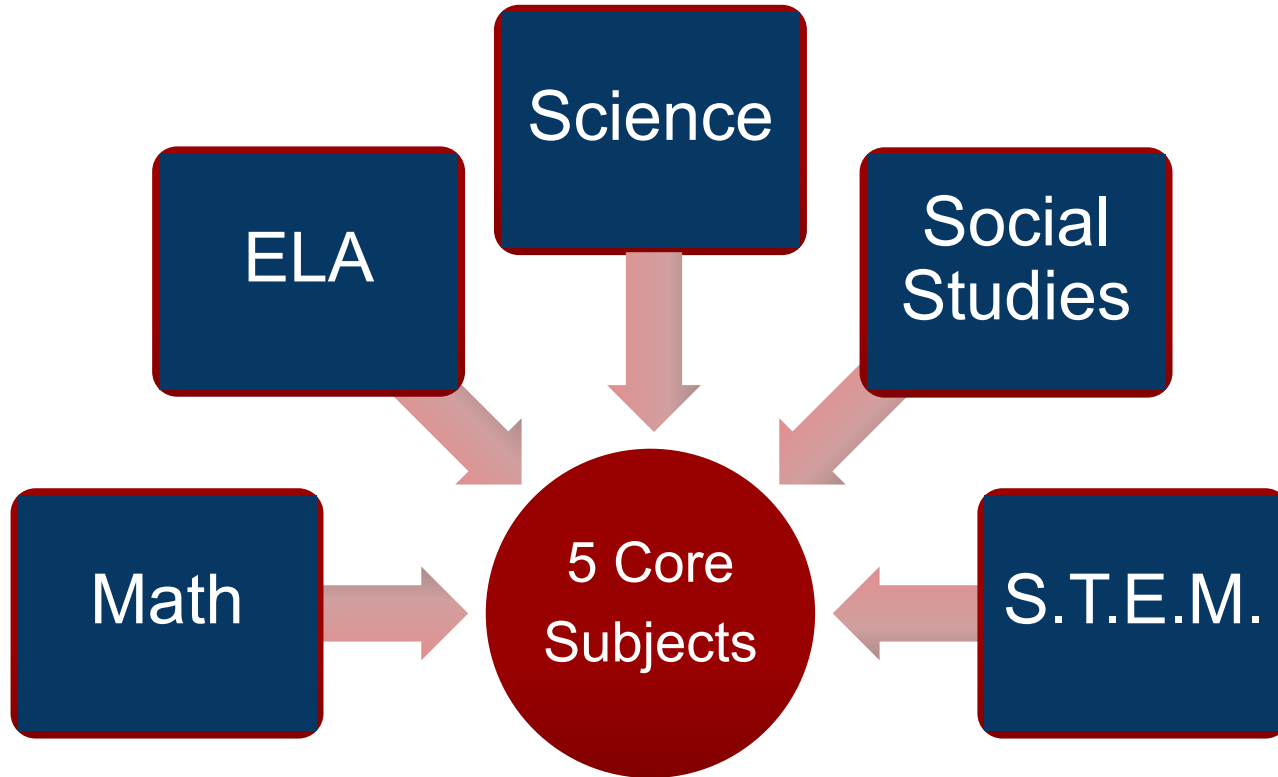 Science
ELA
Social
Studies
Math
5 Core
Subjects
S.T.E.M.